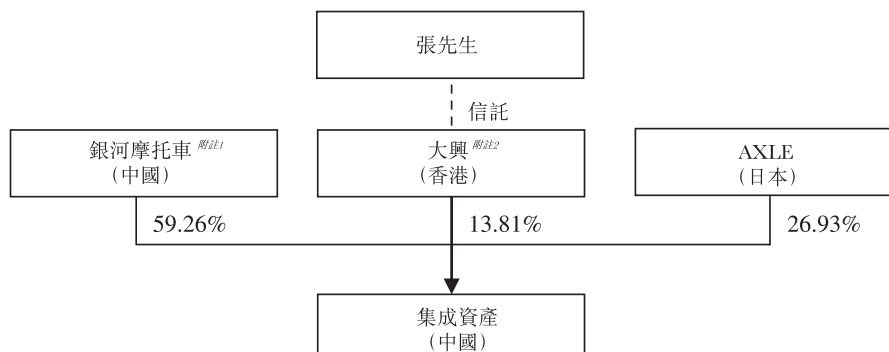 張先生
信託
銀河摩托車 附註1
(中國)
大興 附註2
(香港)
AXLE
(日本)
59.26%
13.81%
26.93%
集成資產
(中國)